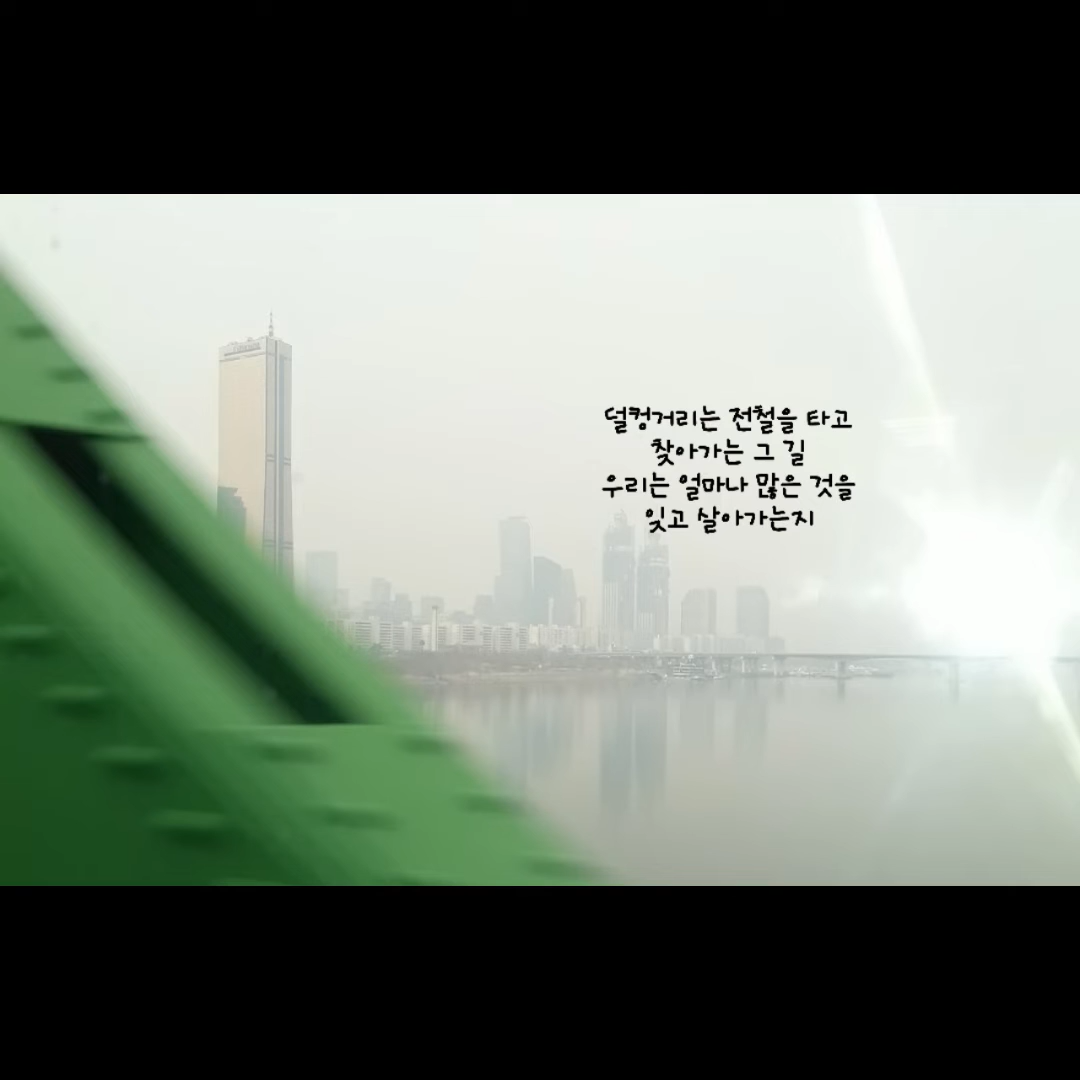 덜컹거리는 전철을 타고
찾아가는 그 길
우리는 얼마나 많은 것을
잊고 살아가는지